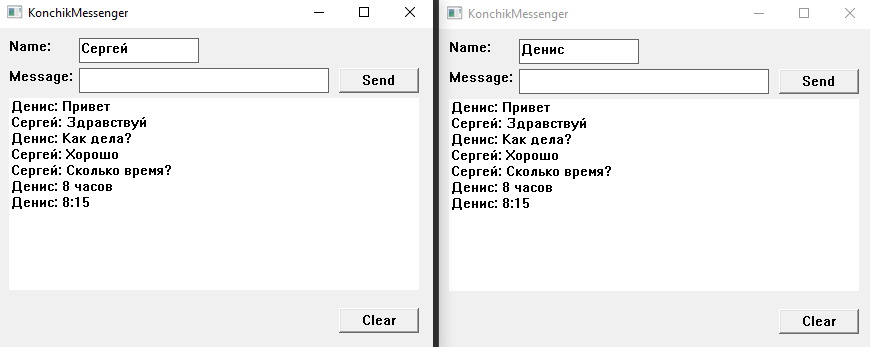 KonchikMessenger
Name: Сергей
Message: Send
Денис: Привет
Сергей: Здравствуй
Денис: Как дела?
Сергей: Хорошо
Сергей: Сколько время?
Денис: 8 часов
Денис: 8:15
Clear
KonchikMessenger
Name: Денис
Message: Send
Денис: Привет
Сергей: Здравствуй
Денис: Как дела?
Сергей: Хорошо
Сергей: Сколько время?
Денис: 8 часов
Денис: 8:15
Clear